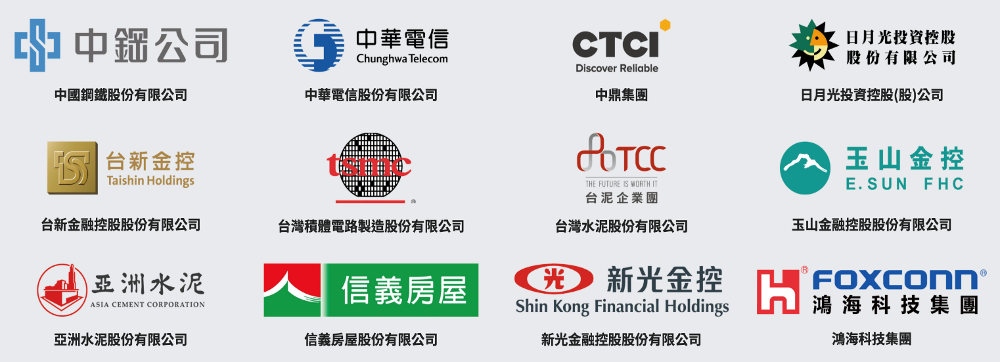 中鋼公司
中國鋼鐵股份有限公司
中華電信
Chunghwa Telecom
中華電信股份有限公司
CTCI
Discover Reliable
中鼎集團
日月光投資控股
股份有限公司
日月光投資控股(股)公司
台新金控
Taishin Holdings
台新金融控股股份有限公司
tsmc
®
台灣積體電路製造股份有限公司
TCC
THE FUTURE IS WORTH IT
台泥企業團
台灣水泥股份有限公司
玉山金控
E.SUN FHC
玉山金融控股股份有限公司
亞洲水泥
ASIA CEMENT CORPORATION
亞洲水泥股份有限公司
信義房屋
信義房屋股份有限公司
光
新光金控
Shin Kong Financial Holdings
新光金融控股股份有限公司
® FOXCONN®
鴻海科技集團
鴻海科技集團